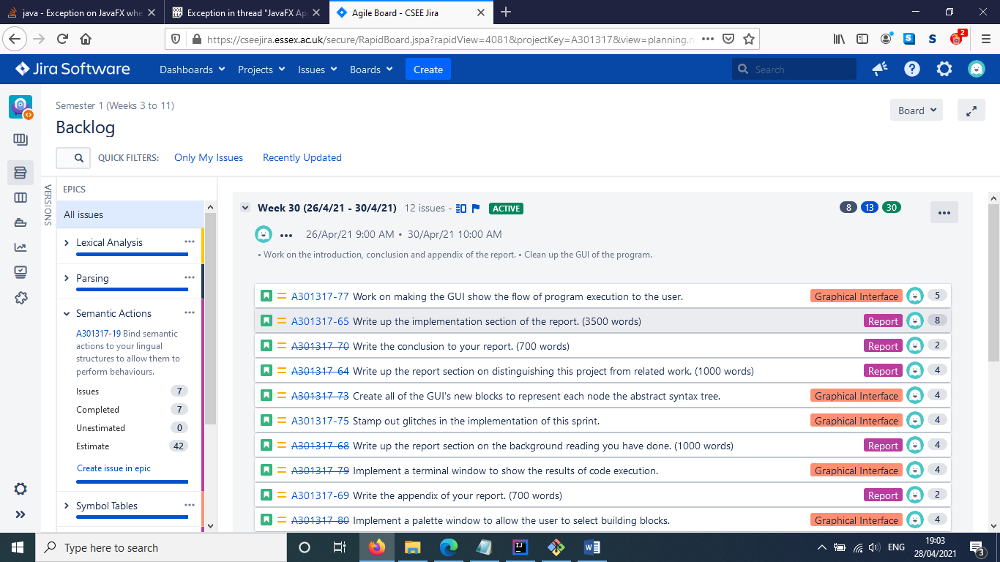 java - Exception on JavaFX whe
Exception in thread "JavaFX Ap
Agile Board - CSEE Jira
https://cseejira.essex.ac.uk/secure/RapidBoard.jspa?rapidView=4081&projectKey=A301317&view=planning.n
S
S
2
Jira Software
Dashboards
Projects
Issues
Boards
Create
Search
Semester 1 (Weeks 3 to 11)
Backlog
Board
QUICK FILTERS:
Only My Issues
Recently Updated
VERSIONS
EPICS
All issues
Lexical Analysis
Parsing
Semantic Actions
A301317-19 Bind semantic
actions to your lingual
structures to allow them to
perform behaviours.
Issues 7
Completed 7
Unestimated 0
Estimate 42
Create issue in epic
Symbol Tables
Week 30 (26/4/21 - 30/4/21) 12 issues - ACTIVE 8 13 30
26/Apr/21 9:00 AM • 30/Apr/21 10:00 AM
• Work on the introduction, conclusion and appendix of the report. • Clean up the GUI of the program.
A301317-77 Work on making the GUI show the flow of program execution to the user. Graphical Interface 5
A301317-65 Write up the implementation section of the report. (3500 words) Report 8
A301317-70 Write the conclusion to your report. (700 words) Report 2
A301317-64 Write up the report section on distinguishing this project from related work. (1000 words) Report 4
A301317-73 Create all of the GUI's new blocks to represent each node the abstract syntax tree. Graphical Interface 4
A301317-75 Stamp out glitches in the implementation of this sprint. Graphical Interface 4
A301317-68 Write up the report section on the background reading you have done. (1000 words) Report 4
A301317-79 Implement a terminal window to show the results of code execution. Graphical Interface 4
A301317-69 Write the appendix of your report. (700 words) Report 2
A301317-80 Implement a palette window to allow the user to select building blocks. Graphical Interface 4
Type here to search
IJ
W
ENG
19:03
28/04/2021
3